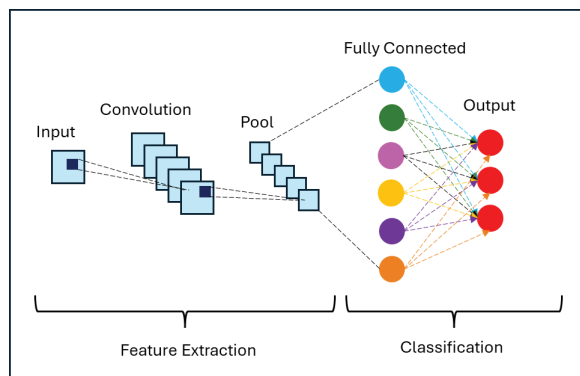 Fully Connected
Output
Convolution
Pool
Input
Feature Extraction
Classification